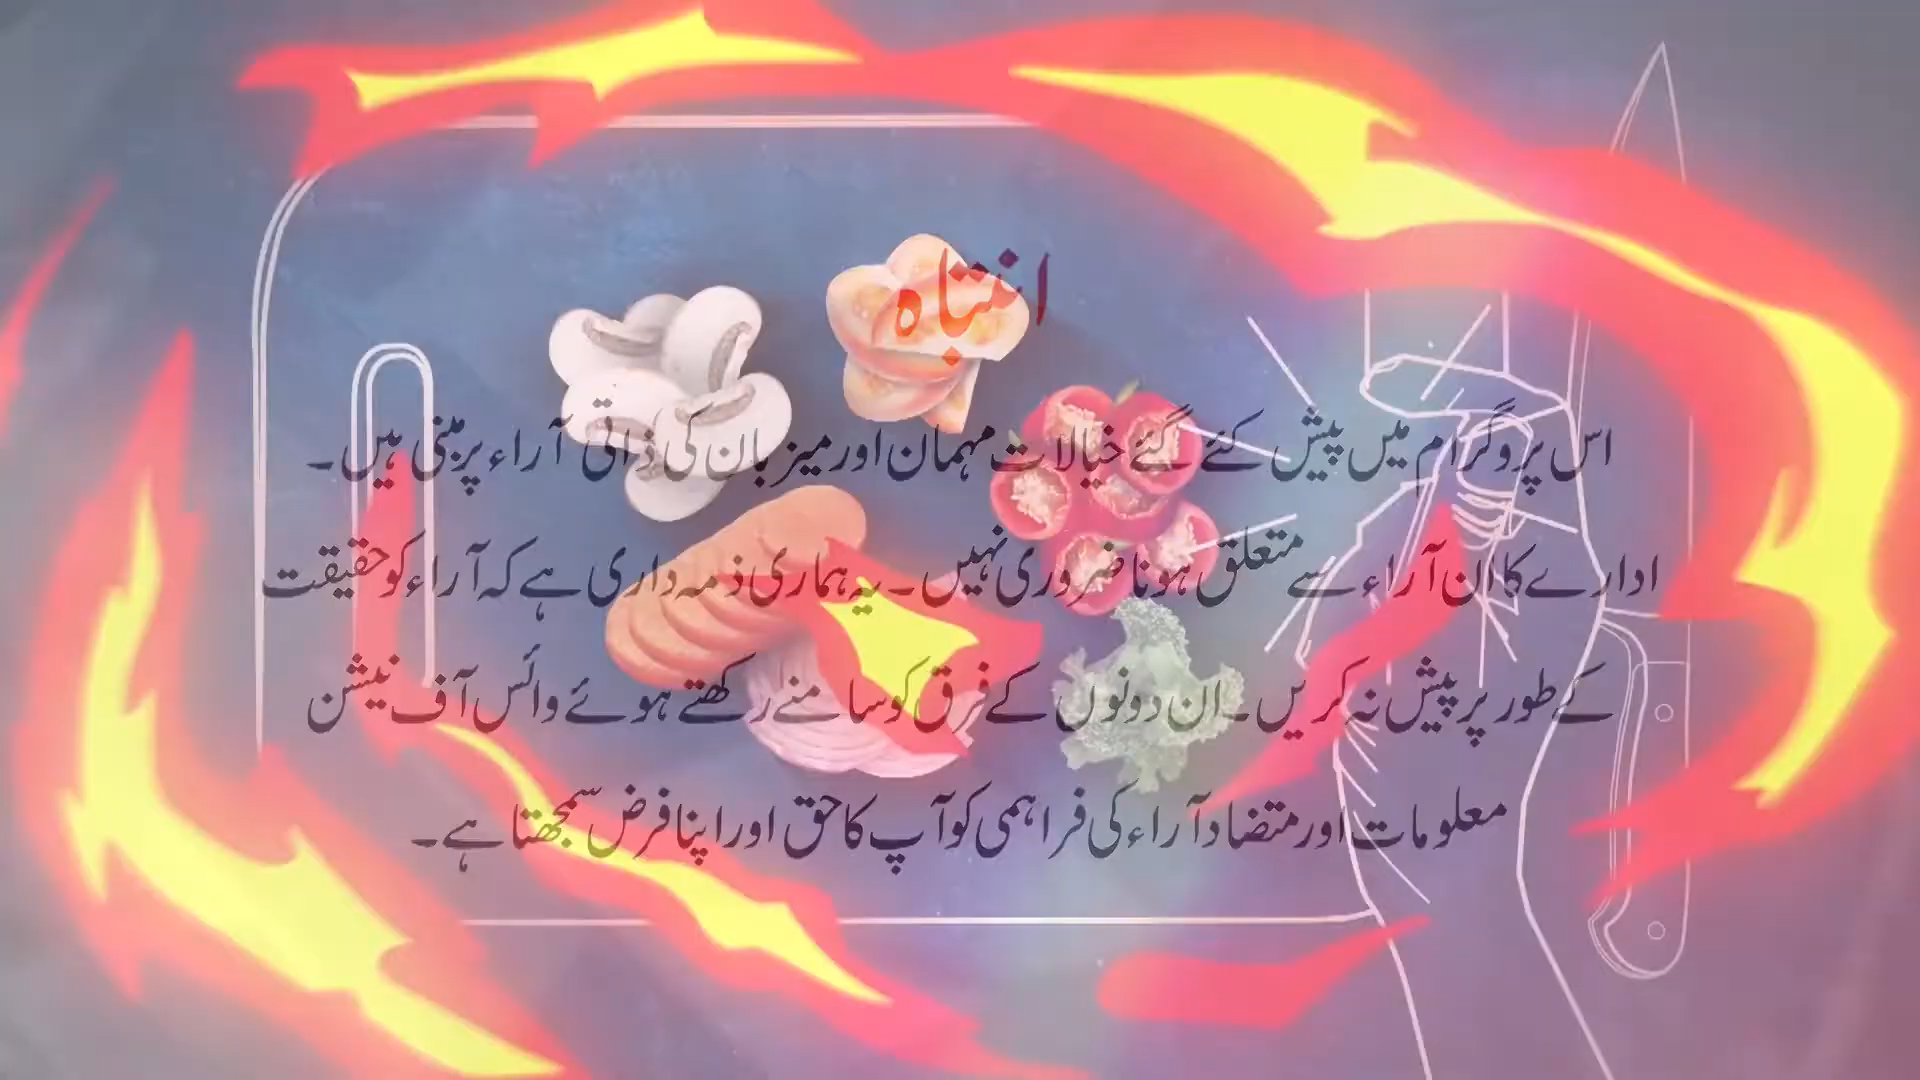 انتباہ
اس پروگرام میں پیش کئے گئے خیالات مہمان اور میزبان کی ذاتی آراء پر مبنی ہیں۔
ادارے کا ان آراء سے متعلق ہونا ضروری نہیں۔ یہ ہماری ذمہ داری ہے کہ آراء کو حقیقت
کے طور پر پیش نہ کریں۔ ان دونوں کے فرق کو سامنے رکھتے ہوئے وائس آف نیشن
معلومات اور متضاد آراء کی فراہمی کو آپ کا حق اور اپنا فرض سمجھتا ہے۔